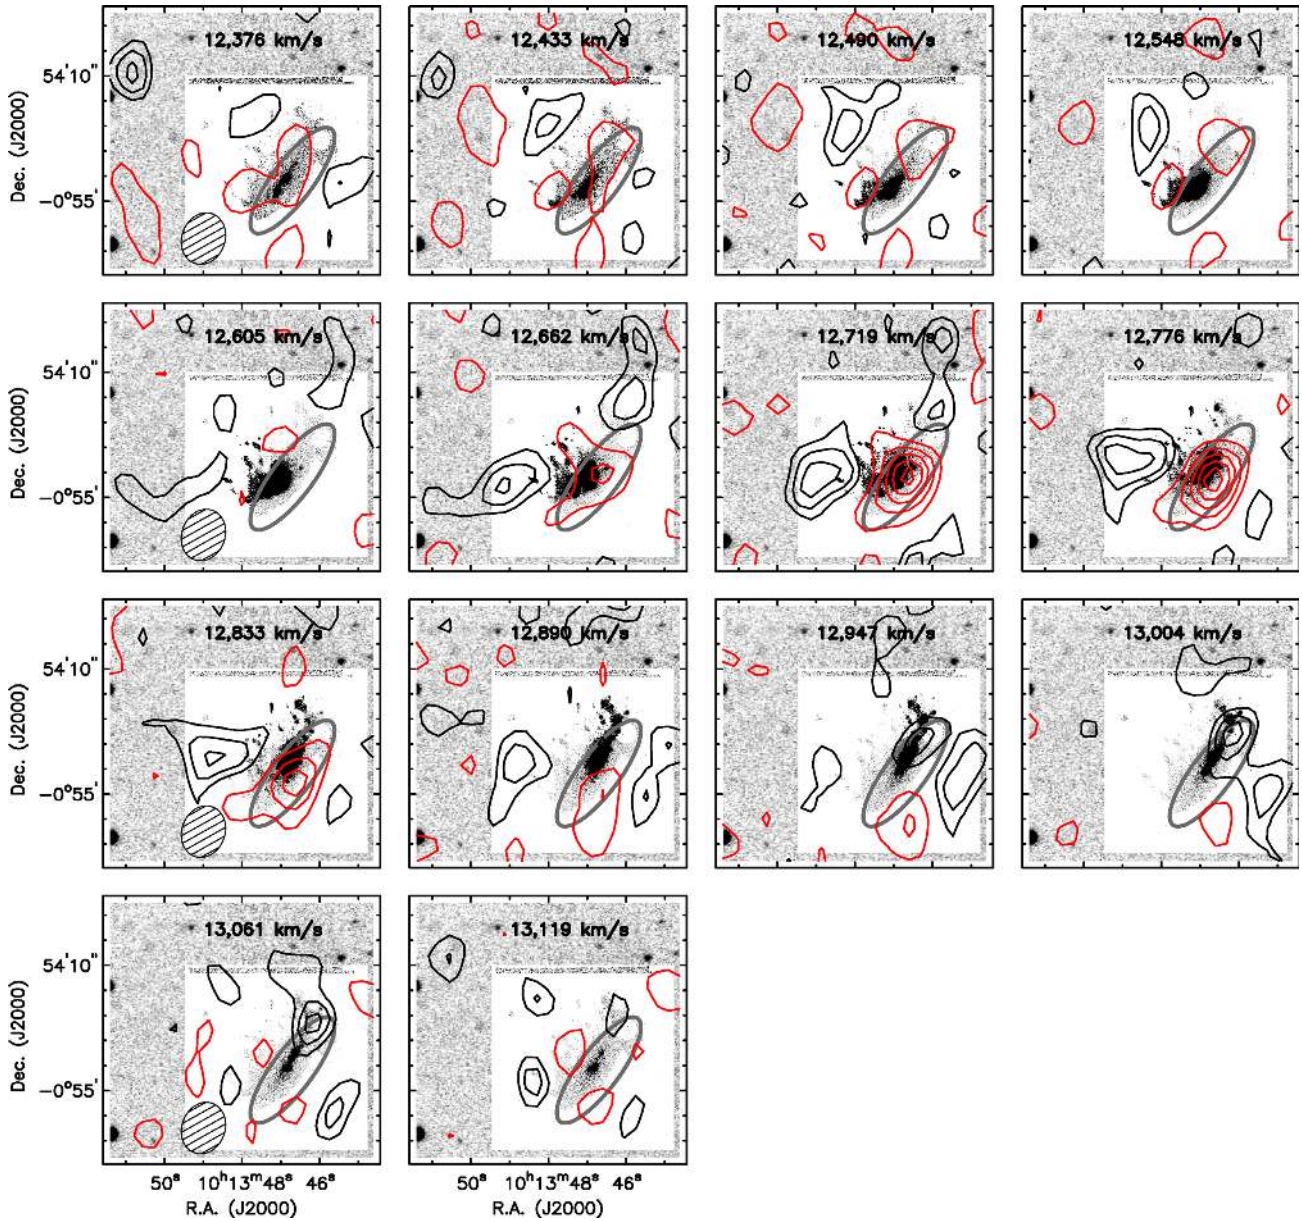 12,376 km/s 12,433 km/s 12,490 km/s 12,548 km/s
54'10"
Dec. (J2000)
−0°55'
12,605 km/s 12,662 km/s 12,719 km/s 12,776 km/s
54'10"
Dec. (J2000)
−0°55'
12,833 km/s 12,890 km/s 12,947 km/s 13,004 km/s
54'10"
Dec. (J2000)
−0°55'
13,061 km/s 13,119 km/s
54'10"
Dec. (J2000)
−0°55'
50ˢ 10ʰ13ᵐ48ˢ 46ˢ 50ˢ 10ʰ13ᵐ48ˢ 46ˢ
R.A. (J2000) R.A. (J2000)